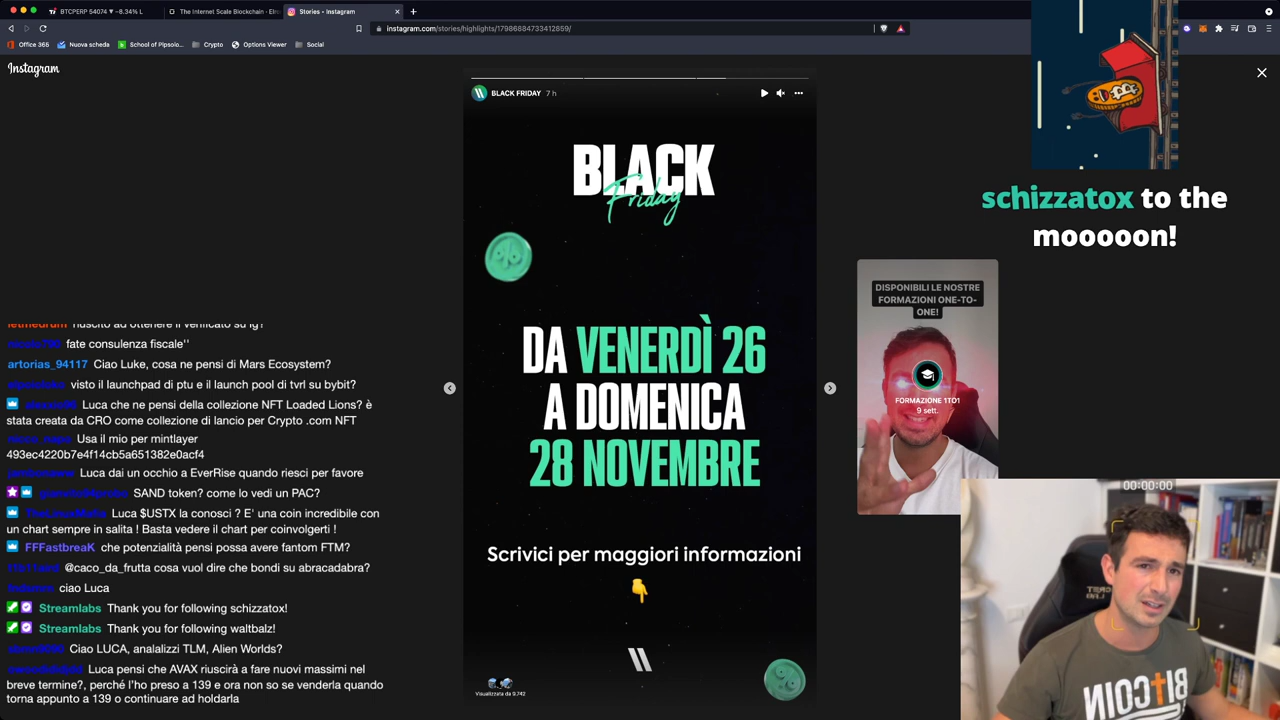 BTCPERP 54074 ▼ −8.34% L
The Internet Scale Blockchain - Elro
Stories • Instagram
instagram.com/stories/highlights/17986884733412859/
Office 365
Nuova scheda
School of Pipsolo...
Crypto
Options Viewer
Social
Instagram
BLACK FRIDAY 7 h
BLACK
Friday
DA VENERDÌ 26
A DOMENICA
28 NOVEMBRE
Scrivici per maggiori informazioni
Visualizzata da 9.742
schizzatox to the
mooooon!
DISPONIBILI LE NOSTRE
FORMAZIONI ONE-TO-
ONE!
FORMAZIONE 1TO1
9 sett.
00:00:00
BITCOIN
riuscito ad ottenere il verificato su ig?
fate consulenza fiscale''
artorias_94117 Ciao Luke, cosa ne pensi di Mars Ecosystem?
visto il launchpad di ptu e il launch pool di tvrl su bybit?
Luca che ne pensi della collezione NFT Loaded Lions? è
stata creata da CRO come collezione di lancio per Crypto .com NFT
Usa il mio per mintlayer
493ec4220b7e4f14cb5a651382e0acf4
Luca dai un occhio a EverRise quando riesci per favore
SAND token? come lo vedi un PAC?
Luca $USTX la conosci ? E' una coin incredibile con
un chart sempre in salita ! Basta vedere il chart per coinvolgerti !
FFFastbreaK che potenzialità pensi possa avere fantom FTM?
@caco_da_frutta cosa vuol dire che bondi su abracadabra?
ciao Luca
Streamlabs Thank you for following schizzatox!
Streamlabs Thank you for following waltbalz!
Ciao LUCA, analalizzi TLM, Alien Worlds?
Luca pensi che AVAX riuscirà a fare nuovi massimi nel
breve termine?, perché l'ho preso a 139 e ora non so se venderla quando
torna appunto a 139 o continuare ad holdarla